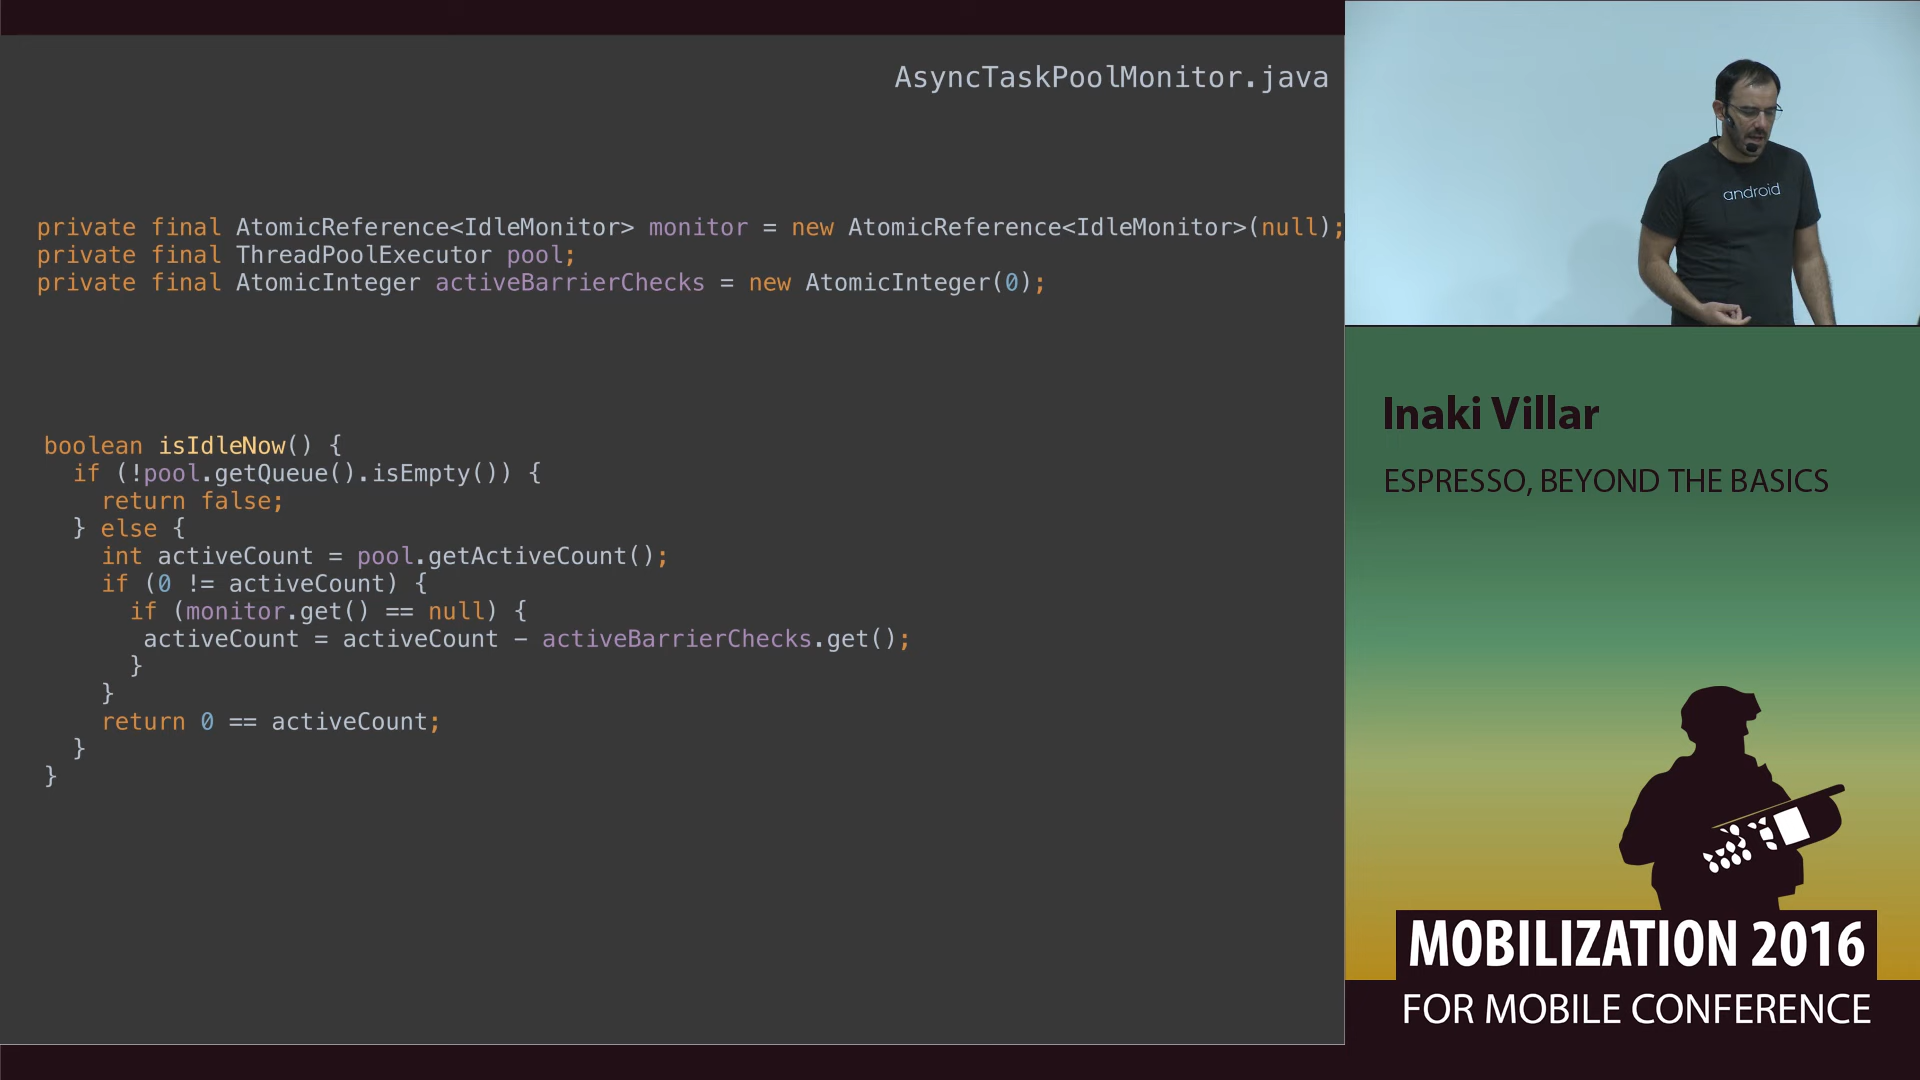 AsyncTaskPoolMonitor.java
private final AtomicReference<IdleMonitor> monitor = new AtomicReference<IdleMonitor>(null);
private final ThreadPoolExecutor pool;
private final AtomicInteger activeBarrierChecks = new AtomicInteger(0);
boolean isIdleNow() {
if (!pool.getQueue().isEmpty()) {
return false;
} else {
int activeCount = pool.getActiveCount();
if (0 != activeCount) {
if (monitor.get() == null) {
activeCount = activeCount – activeBarrierChecks.get();
}
}
return 0 == activeCount;
}
}
android
Inaki Villar
ESPRESSO, BEYOND THE BASICS
MOBILIZATION 2016
FOR MOBILE CONFERENCE